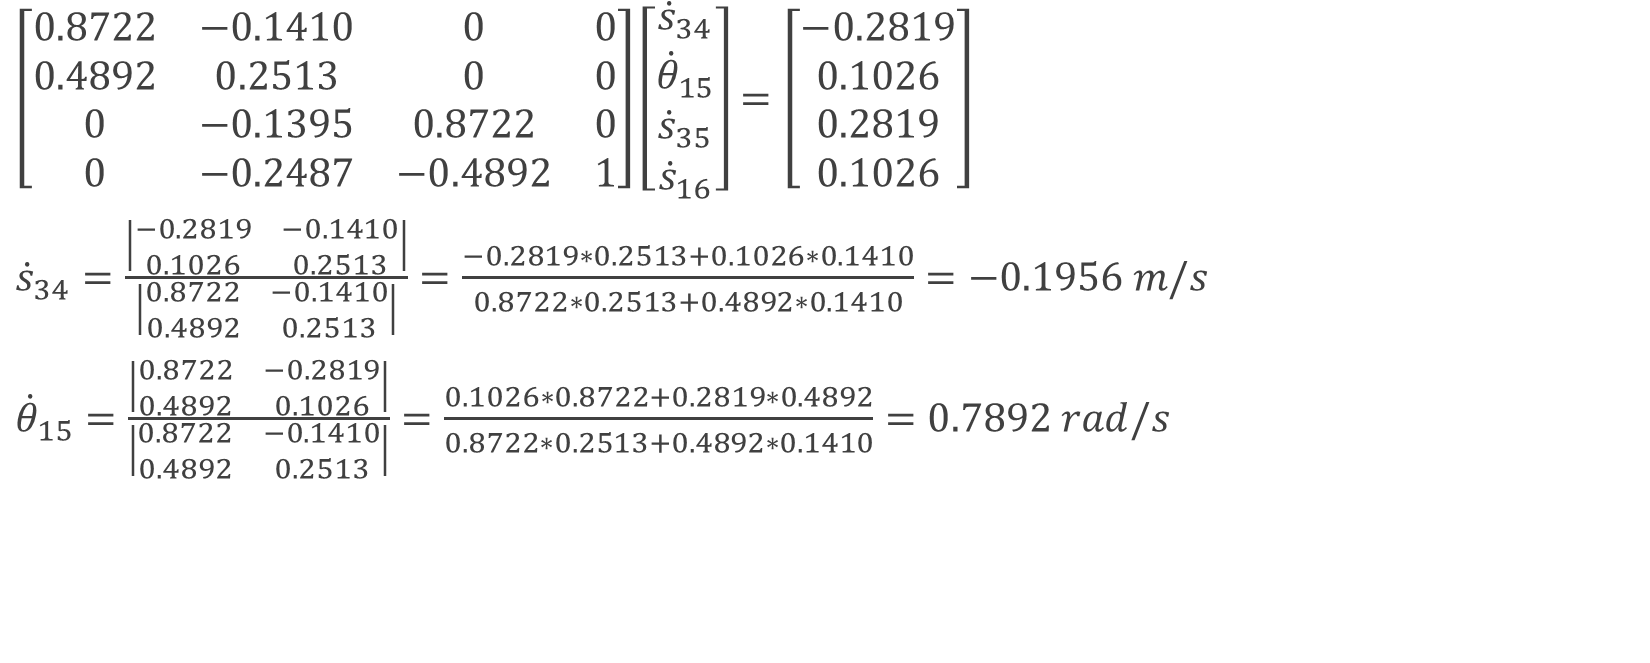 [0.8722 −0.1410 0 0] [ṡ34] [−0.2819]
[0.4892 0.2513 0 0] [θ̇15] = [0.1026]
[0 −0.1395 0.8722 0] [ṡ35] [0.2819]
[0 −0.2487 −0.4892 1] [ṡ16] [0.1026]
ṡ34 = |−0.2819 −0.1410; 0.1026 0.2513| / |0.8722 −0.1410; 0.4892 0.2513| = (−0.2819∗0.2513+0.1026∗0.1410) / (0.8722∗0.2513+0.4892∗0.1410) = −0.1956 m/s
θ̇15 = |0.8722 −0.2819; 0.4892 0.1026| / |0.8722 −0.1410; 0.4892 0.2513| = (0.1026∗0.8722+0.2819∗0.4892) / (0.8722∗0.2513+0.4892∗0.1410) = 0.7892 rad/s